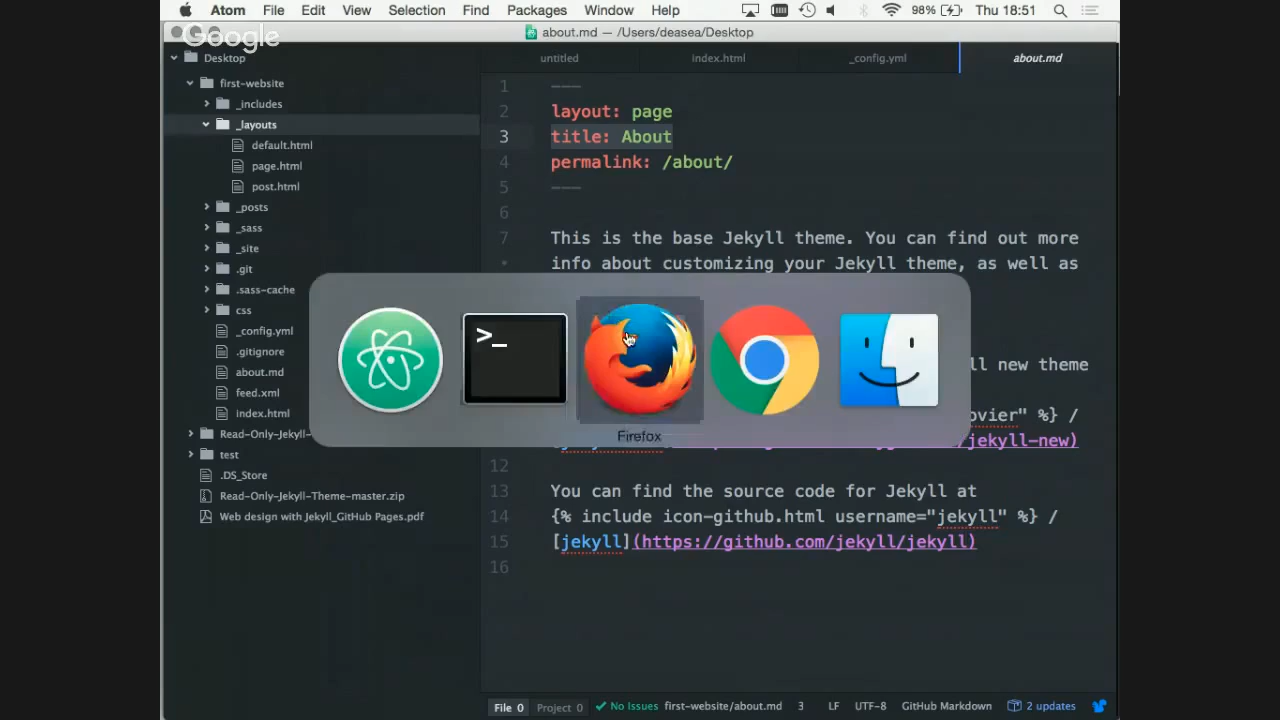 Atom File Edit View Selection Find Packages Window Help 98% Thu 18:51
Google
about.md — /Users/deasea/Desktop
Desktop
first-website
_includes
_layouts
default.html
page.html
post.html
_posts
_sass
_site
.git
.sass-cache
css
_config.yml
.gitignore
about.md
feed.xml
index.html
Read-Only-Jekyll-
test
.DS_Store
Read-Only-Jekyll-Theme-master.zip
Web design with Jekyll_GitHub Pages.pdf
untitled index.html _config.yml about.md
1 ---
2 layout: page
3 title: About
4 permalink: /about/
5 ---
6
7 This is the base Jekyll theme. You can find out more
info about customizing your Jekyll theme, as well as
ll new theme
ovier" %} /
/jekyll-new)
12
13 You can find the source code for Jekyll at
14 {% include icon-github.html username="jekyll" %} /
15 [jekyll](https://github.com/jekyll/jekyll)
16
>_
Firefox
File 0 Project 0 No Issues first-website/about.md 3 LF UTF-8 GitHub Markdown 2 updates